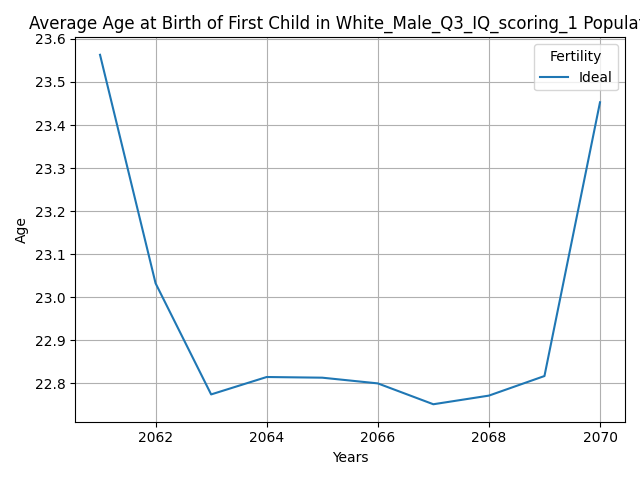 Average Age at Birth of First Child in White_Male_Q3_IQ_scoring_1 Populat
23.6
23.5
23.4
23.3
23.2
23.1
23.0
22.9
22.8
Age
Fertility
Ideal
2062
2064
2066
2068
2070
Years